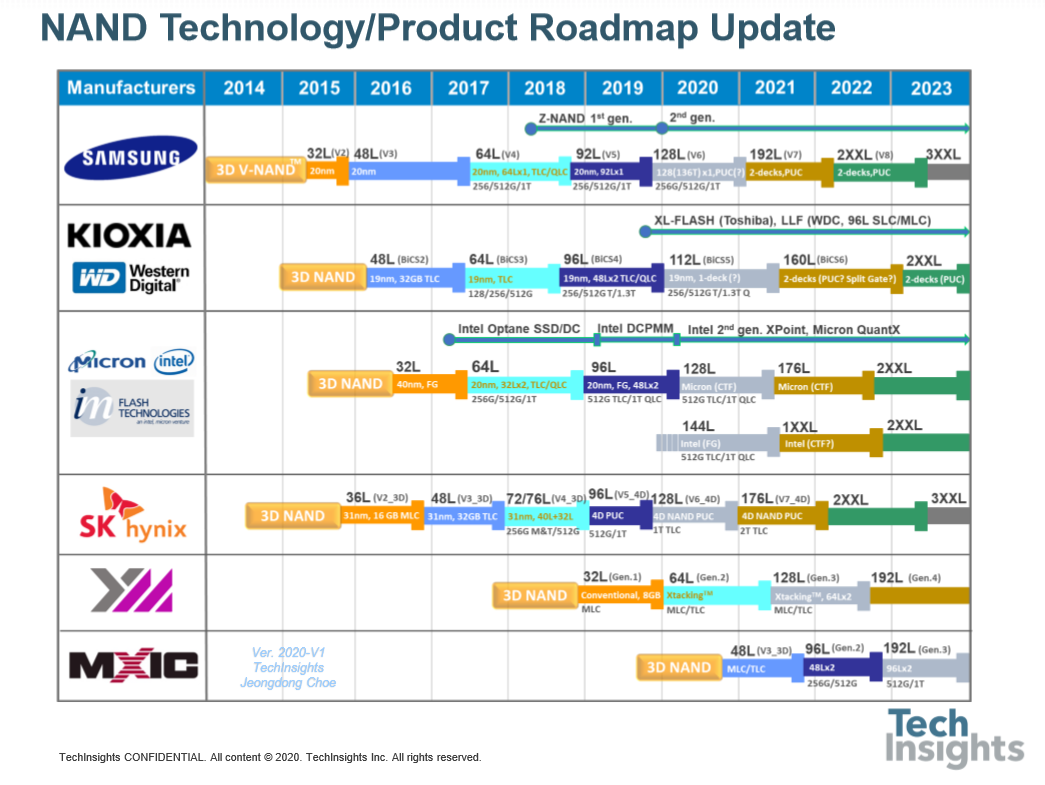 NAND Technology/Product Roadmap Update
Manufacturers 2014 2015 2016 2017 2018 2019 2020 2021 2022 2023
Z-NAND 1st gen. 2nd gen.
SAMSUNG
32L(V2) 48L(V3) 64L(V4) 92L(V5) 128L(V6) 192L(V7) 2XXL(V8) 3XXL
3D V-NAND™ 20nm 20nm 20nm, 64Lx1, TLC/QLC 20nm, 92Lx1 128(136T) x1,PUC(?) 2-decks,PUC 2-decks,PUC
256/512G/1T 256/512G/1T 256G/512G/1T
XL-FLASH (Toshiba), LLF (WDC, 96L SLC/MLC)
KIOXIA
WD Western Digital®
48L (BiCS2) 64L (BiCS3) 96L (BiCS4) 112L (BiCS5) 160L(BiCS6) 2XXL
3D NAND 19nm, 32GB TLC 19nm, TLC 19nm, 48Lx2 TLC/QLC 19nm, 1-deck (?) 2-decks (PUC? Split Gate?) 2-decks (PUC)
128/256/512G 256/512G T/1.3T 256/512G T/1.3T Q
Intel Optane SSD/DC Intel DCPMM Intel 2nd gen. XPoint, Micron QuantX
Micron intel
im FLASH TECHNOLOGIES
an intel, micron venture
32L 64L 96L 128L 176L 2XXL
3D NAND 40nm, FG 20nm, 32Lx2, TLC/QLC 20nm, FG, 48Lx2 Micron (CTF) Micron (CTF)
256G/512G/1T 512G TLC/1T QLC 512G TLC/1T QLC
144L 1XXL 2XXL
Intel (FG) Intel (CTF?)
512G TLC/1T QLC
SK hynix
36L (V2_3D) 48L (V3_3D) 72/76L (V4_3D) 96L (V5_4D) 128L (V6_4D) 176L (V7_4D) 2XXL 3XXL
3D NAND 31nm, 16 GB MLC 31nm, 32GB TLC 31nm, 40L+32L 4D PUC 4D NAND PUC 4D NAND PUC
256G M&T/512G 512G/1T 1T TLC 2T TLC
32L (Gen.1) 64L (Gen.2) 128L (Gen.3) 192L (Gen.4)
3D NAND Conventional, 8GB Xtacking™ Xtacking™, 64Lx2
MLC MLC/TLC MLC/TLC
MXIC
48L (V3_3D) 96L (Gen.2) 192L (Gen.3)
3D NAND MLC/TLC 48Lx2 96Lx2
256G/512G 512G/1T
Ver. 2020-V1
TechInsights
Jeongdong Choe
Tech
Insights
TechInsights CONFIDENTIAL. All content © 2020. TechInsights Inc. All rights reserved.